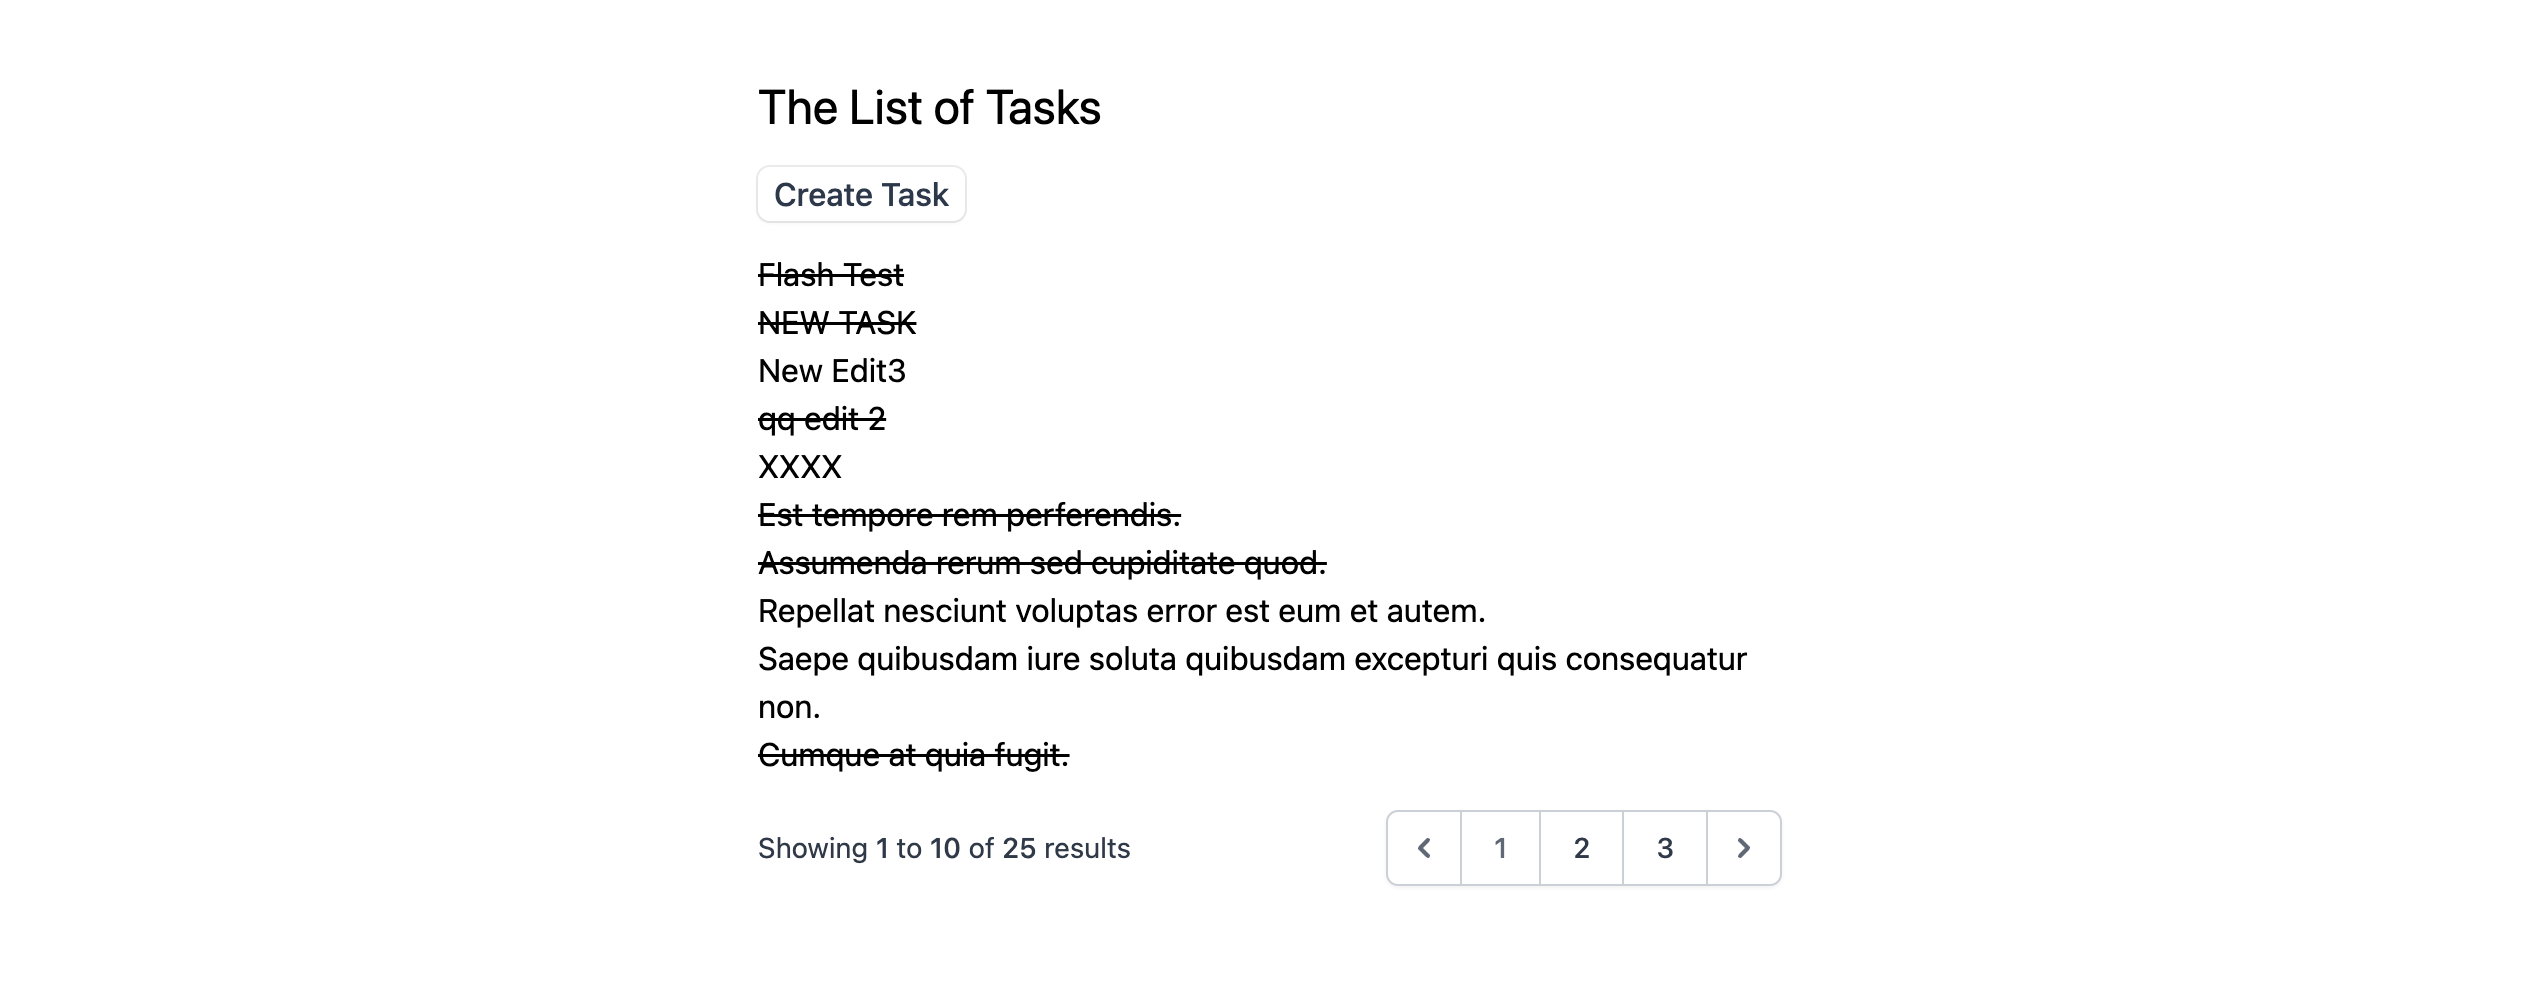 The List of Tasks
Create Task
Flash Test
NEW TASK
New Edit3
qq edit 2
XXXX
Est tempore rem perferendis.
Assumenda rerum sed cupiditate quod.
Repellat nesciunt voluptas error est eum et autem.
Saepe quibusdam iure soluta quibusdam excepturi quis consequatur
non.
Cumque at quia fugit.
Showing 1 to 10 of 25 results
1 2 3